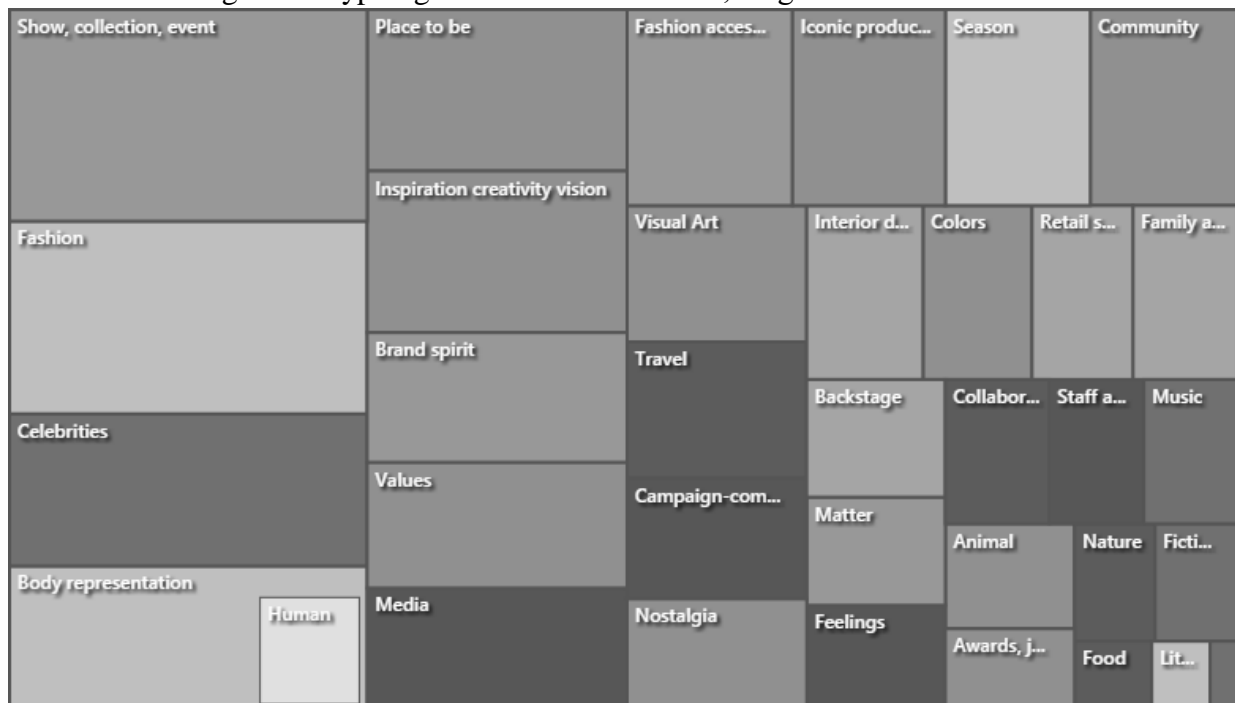 Show, collection, event
Place to be
Fashion acces...
Iconic produc...
Season
Community
Inspiration creativity vision
Visual Art
Interior d...
Colors
Retail s...
Family a...
Fashion
Brand spirit
Travel
Backstage
Collabor...
Staff a...
Music
Celebrities
Values
Campaign-com...
Matter
Animal
Nature
Ficti...
Body representation
Human
Media
Nostalgia
Feelings
Awards, j...
Food
Lit...